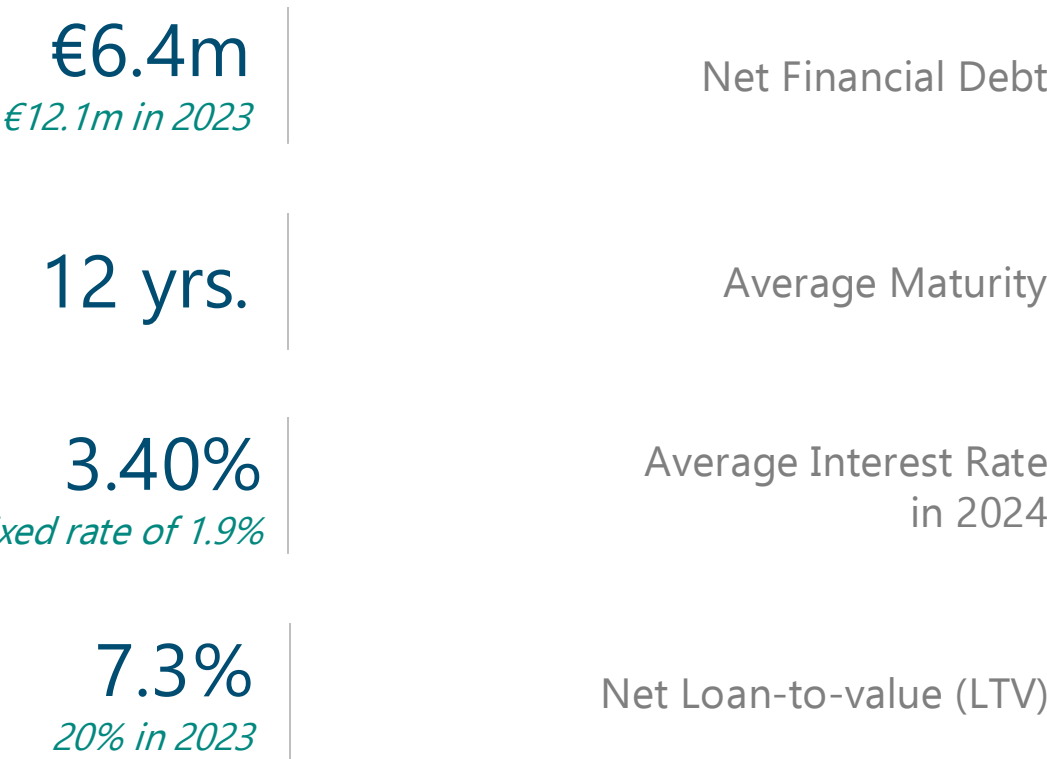 €6.4m
€12.1m in 2023
Net Financial Debt
12 yrs.
Average Maturity
3.40%
rate of 1.9%
Average Interest Rate
in 2024
7.3%
20% in 2023
Net Loan-to-value (LTV)